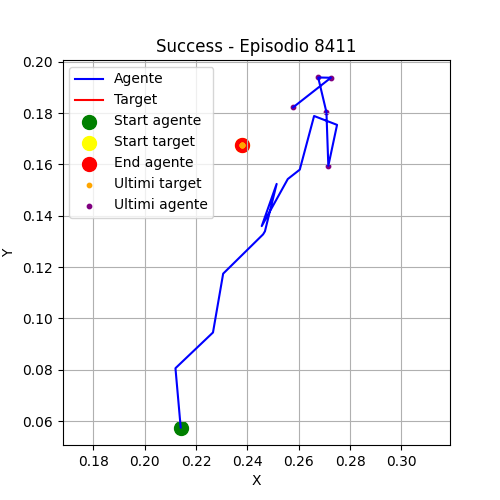 Success - Episodio 8411
Agente
Target
Start agente
Start target
End agente
Ultimi target
Ultimi agente
Y
0.20
0.18
0.16
0.14
0.12
0.10
0.08
0.06
0.18 0.20 0.22 0.24 0.26 0.28 0.30
X